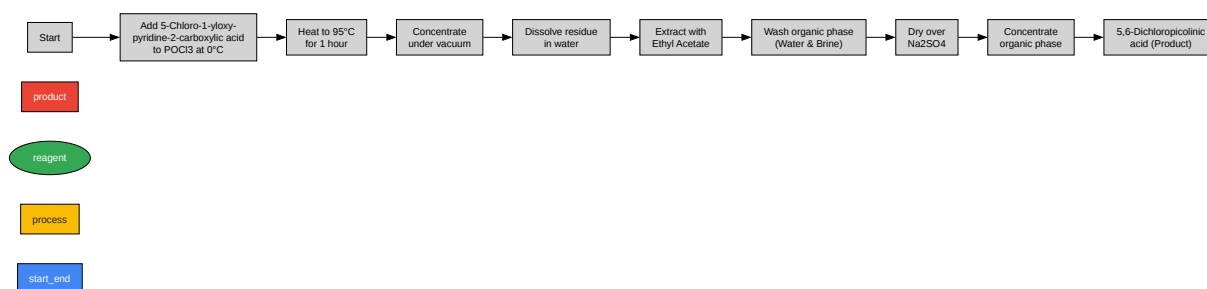 Start
Add 5-Chloro-1-yloxy-
pyridine-2-carboxylic acid
to POCl3 at 0°C
Heat to 95°C
for 1 hour
Concentrate
under vacuum
Dissolve residue
in water
Extract with
Ethyl Acetate
Wash organic phase
(Water & Brine)
Dry over
Na2SO4
Concentrate
organic phase
5,6-Dichloropicolinic
acid (Product)
product
reagent
process
start_end